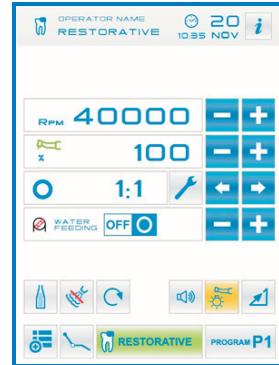 OPERATOR NAME
RESTORATIVE
10:35
20
NOV
i
RPM 40000
% 100
1:1
WATER
FEEDING
OFF
RESTORATIVE
PROGRAM P1